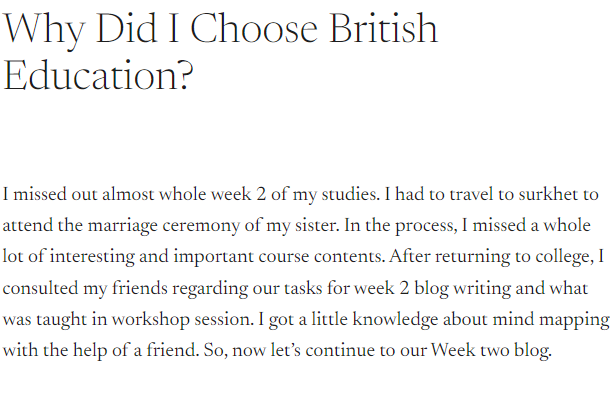 Why Did I Choose British
Education?
I missed out almost whole week 2 of my studies. I had to travel to surkhet to
attend the marriage ceremony of my sister. In the process, I missed a whole
lot of interesting and important course contents. After returning to college, I
consulted my friends regarding our tasks for week 2 blog writing and what
was taught in workshop session. I got a little knowledge about mind mapping
with the help of a friend. So, now let’s continue to our Week two blog.